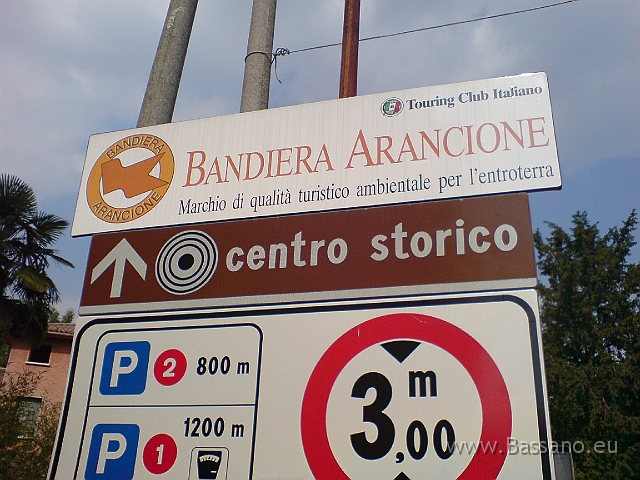 Touring Club Italiano
BANDIERA
ARANCIONE
BANDIERA ARANCIONE
Marchio di qualità turistico ambientale per l'entroterra
centro storico
P 2 800 m
P 1 1200 m
3,00 m
www.Bassano.eu